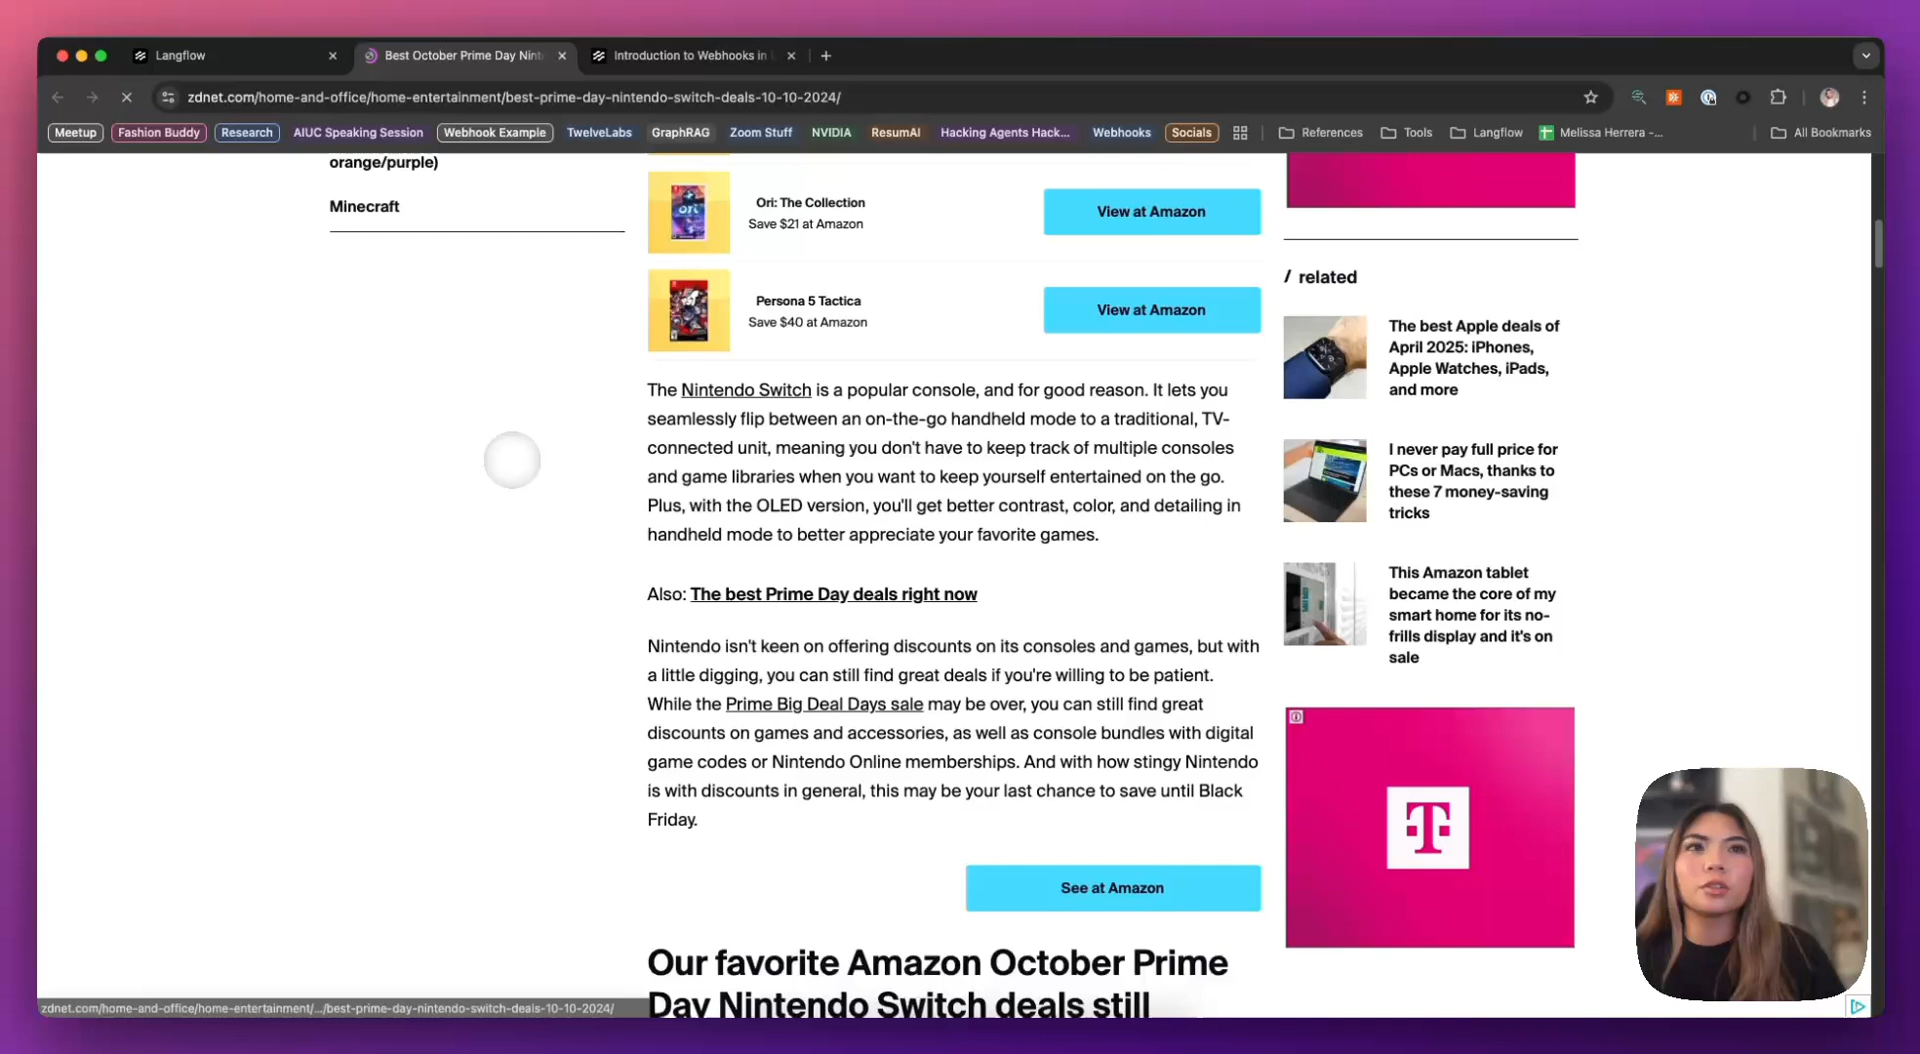 Langflow
Best October Prime Day Nint
Introduction to Webhooks in
zdnet.com/home-and-office/home-entertainment/best-prime-day-nintendo-switch-deals-10-10-2024/
Meetup
Fashion Buddy
Research
AIUC Speaking Session
Webhook Example
TwelveLabs
GraphRAG
Zoom Stuff
NVIDIA
ResumAI
Hacking Agents Hack...
Webhooks
Socials
References
Tools
Langflow
Melissa Herrera -...
All Bookmarks
orange/purple)
Minecraft
Ori: The Collection
Save $21 at Amazon
View at Amazon
Persona 5 Tactica
Save $40 at Amazon
View at Amazon
The Nintendo Switch is a popular console, and for good reason. It lets you
seamlessly flip between an on-the-go handheld mode to a traditional, TV-
connected unit, meaning you don't have to keep track of multiple consoles
and game libraries when you want to keep yourself entertained on the go.
Plus, with the OLED version, you'll get better contrast, color, and detailing in
handheld mode to better appreciate your favorite games.
Also: The best Prime Day deals right now
Nintendo isn't keen on offering discounts on its consoles and games, but with
a little digging, you can still find great deals if you're willing to be patient.
While the Prime Big Deal Days sale may be over, you can still find great
discounts on games and accessories, as well as console bundles with digital
game codes or Nintendo Online memberships. And with how stingy Nintendo
is with discounts in general, this may be your last chance to save until Black
Friday.
See at Amazon
Our favorite Amazon October Prime
Day Nintendo Switch deals still
/ related
The best Apple deals of
April 2025: iPhones,
Apple Watches, iPads,
and more
I never pay full price for
PCs or Macs, thanks to
these 7 money-saving
tricks
This Amazon tablet
became the core of my
smart home for its no-
frills display and it's on
sale
T
zdnet.com/home-and-office/home-entertainment/.../best-prime-day-nintendo-switch-deals-10-10-2024/